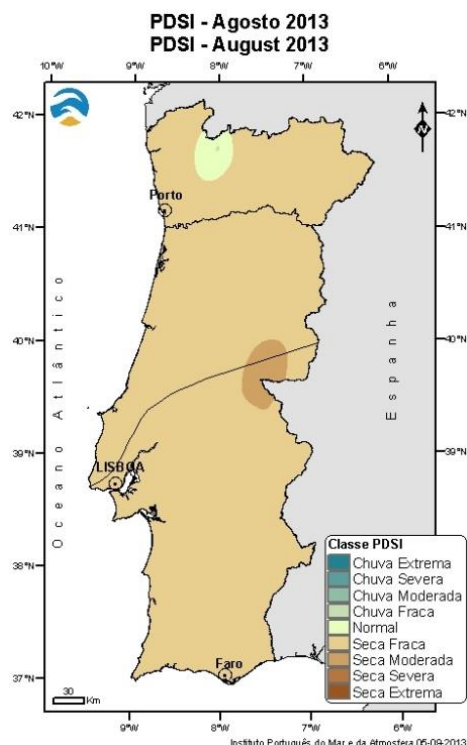 PDSI - Agosto 2013
PDSI - August 2013
10°W 9°W 8°W 7°W 6°W
42°N
42°N
N
Porto
41°N
41°N
Oceano Atlântico
40°N
40°N
Espanha
39°N
39°N
LISBOA
38°N
38°N
Classe PDSI
Chuva Extrema
Chuva Severa
Chuva Moderada
Chuva Fraca
Normal
Seca Fraca
Seca Moderada
Seca Severa
Seca Extrema
Faro
37°N
37°N
30
Km
9°W 8°W 7°W 6°W
Instituto Português do Mar e da Atmosfera 05-09-2013